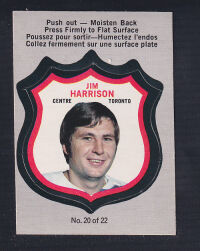 Push out — Moisten Back
Press Firmly to Flat Surface
Poussez pour sortir—Humectez l'endos
Collez fermement sur une surface plate
JIM
HARRISON
CENTRE TORONTO
No. 20 of 22